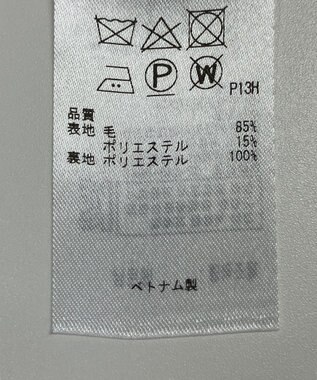 P W P13H
品質
表地 毛 85%
ポリエステル 15%
裏地 ポリエステル 100%
ベトナム製